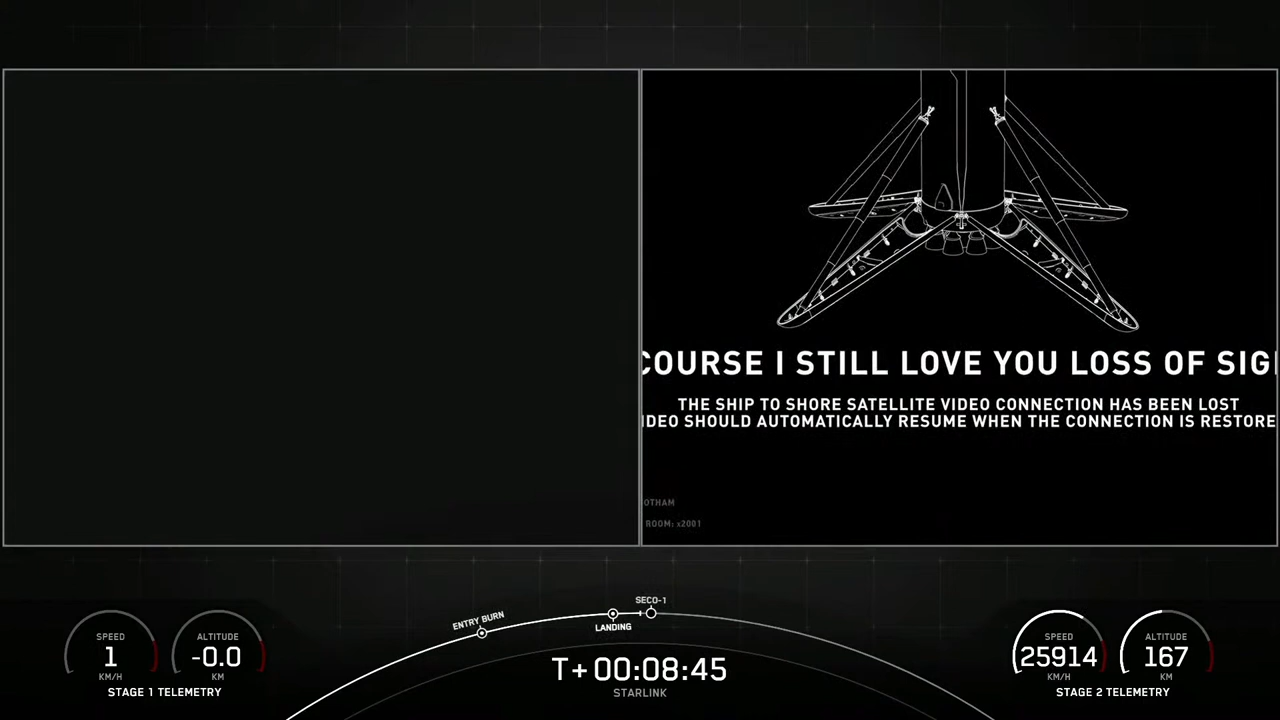 COURSE I STILL LOVE YOU LOSS OF SIG
THE SHIP TO SHORE SATELLITE VIDEO CONNECTION HAS BEEN LOST
IDEO SHOULD AUTOMATICALLY RESUME WHEN THE CONNECTION IS RESTORE
OTHAM
ROOM: x2001
SPEED
1
KM/H
ALTITUDE
-0.0
KM
STAGE 1 TELEMETRY
ENTRY BURN
LANDING
SECO-1
T+00:08:45
STARLINK
SPEED
25914
KM/H
ALTITUDE
167
KM
STAGE 2 TELEMETRY